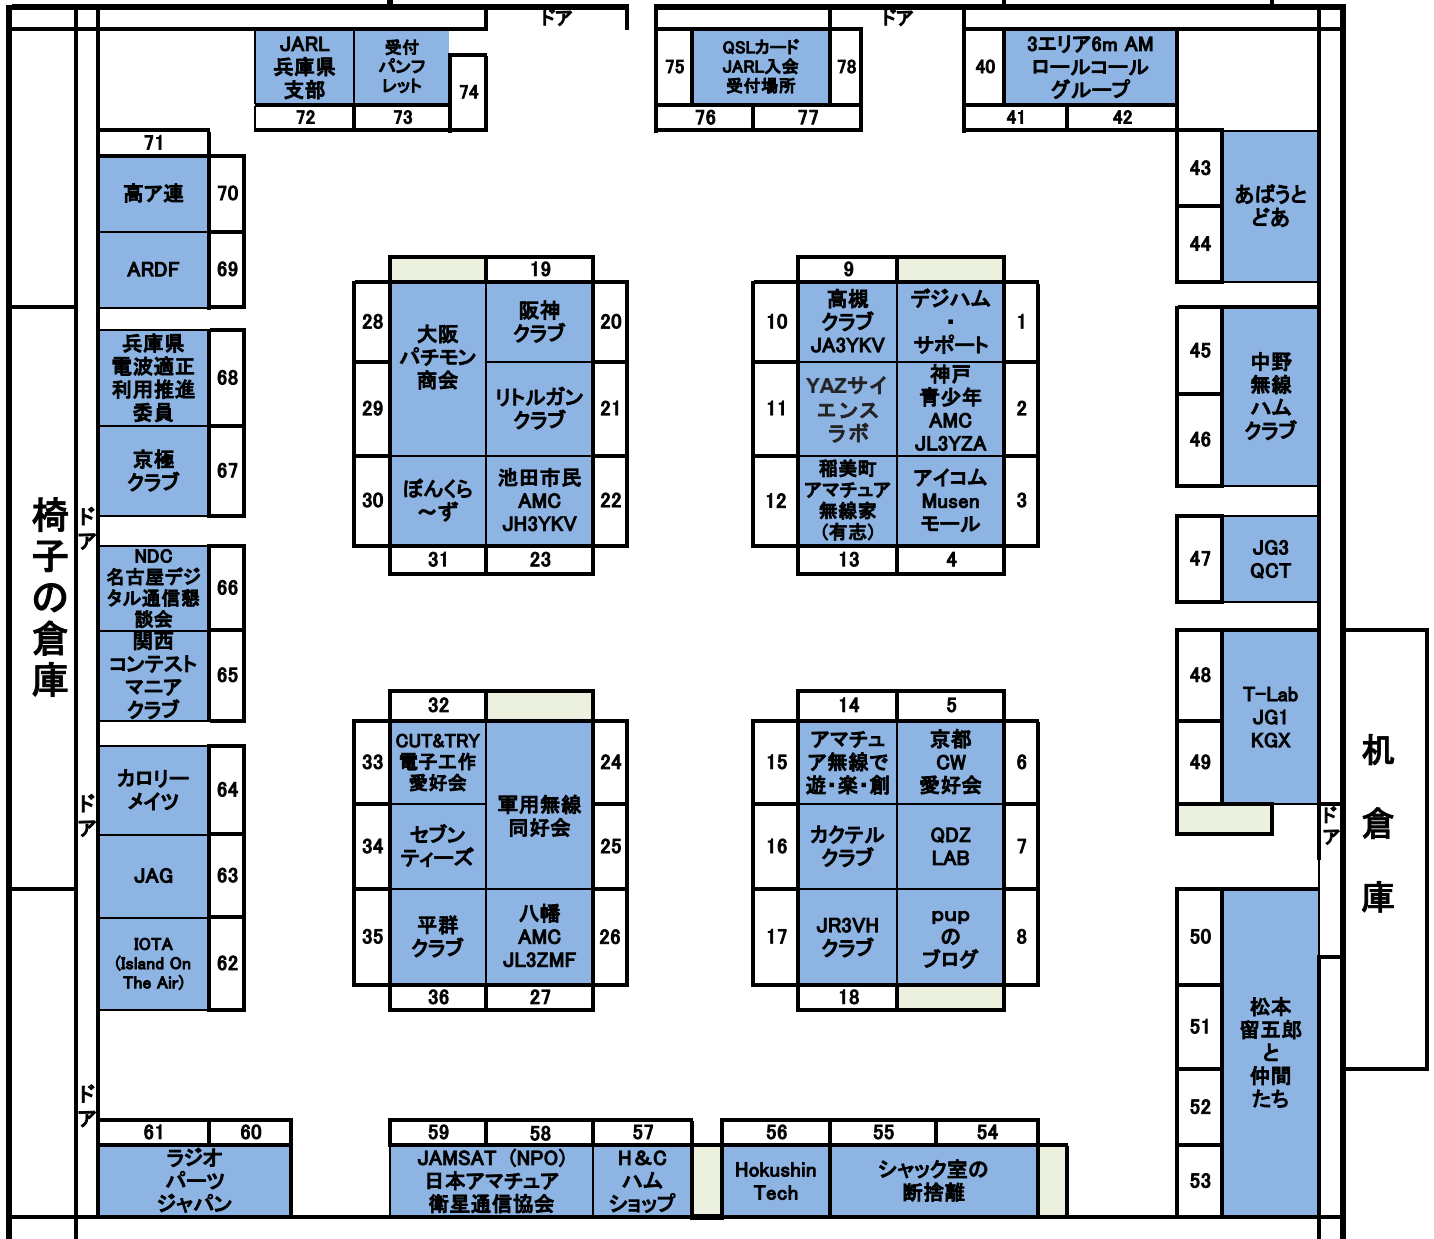 ドア
ドア
JARL
兵庫県
支部
受付
パンフ
レット
74
72
73
75
QSLカード
JARL入会
受付場所
78
76
77
40
3エリア6m AM
ロールコール
グループ
41
42
71
高ア連
70
ARDF
69
兵庫県
電波適正
利用推進
委員
68
京極
クラブ
67
NDC
名古屋デジ
タル通信懇
談会
66
関西
コンテスト
マニア
クラブ
65
カロリー
メイツ
64
JAG
63
IOTA
(Island On
The Air)
62
椅子の倉庫
ドア
ドア
ドア
19
28
大阪
パチモン
商会
阪神
クラブ
20
29
リトルガン
クラブ
21
30
ぼんくら
～ず
池田市民
AMC
JH3YKV
22
31
23
9
10
高槻
クラブ
JA3YKV
デジハム
・
サポート
1
11
YAZサイ
エンス
ラボ
神戸
青少年
AMC
JL3YZA
2
12
稲美町
アマチュア
無線家
(有志)
アイコム
Musen
モール
3
13
4
32
33
CUT&TRY
電子工作
愛好会
軍用無線
同好会
24
34
セブン
ティーズ
25
35
平群
クラブ
八幡
AMC
JL3ZMF
26
36
27
14
5
15
アマチュ
ア無線で
遊・楽・創
京都
CW
愛好会
6
16
カクテル
クラブ
QDZ
LAB
7
17
JR3VH
クラブ
pup
の
ブログ
8
18
43
44
あばうと
どあ
45
46
中野
無線
ハム
クラブ
47
JG3
QCT
48
49
T-Lab
JG1
KGX
ドア
机倉庫
50
51
52
53
松本
留五郎
と
仲間
たち
61
60
ラジオ
パーツ
ジャパン
59
58
57
JAMSAT (NPO)
日本アマチュア
衛星通信協会
H&C
ハム
ショップ
56
55
54
Hokushin
Tech
シャック室の
断捨離